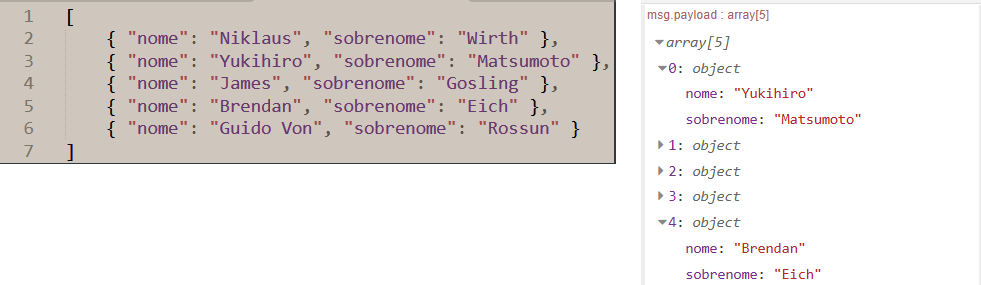 1 [
2 { "nome": "Niklaus", "sobrenome": "Wirth" },
3 { "nome": "Yukihiro", "sobrenome": "Matsumoto" },
4 { "nome": "James", "sobrenome": "Gosling" },
5 { "nome": "Brendan", "sobrenome": "Eich" },
6 { "nome": "Guido Von", "sobrenome": "Rossun" }
7 ]
msg.payload : array[5]
array[5]
0: object
nome: "Yukihiro"
sobrenome: "Matsumoto"
1: object
2: object
3: object
4: object
nome: "Brendan"
sobrenome: "Eich"